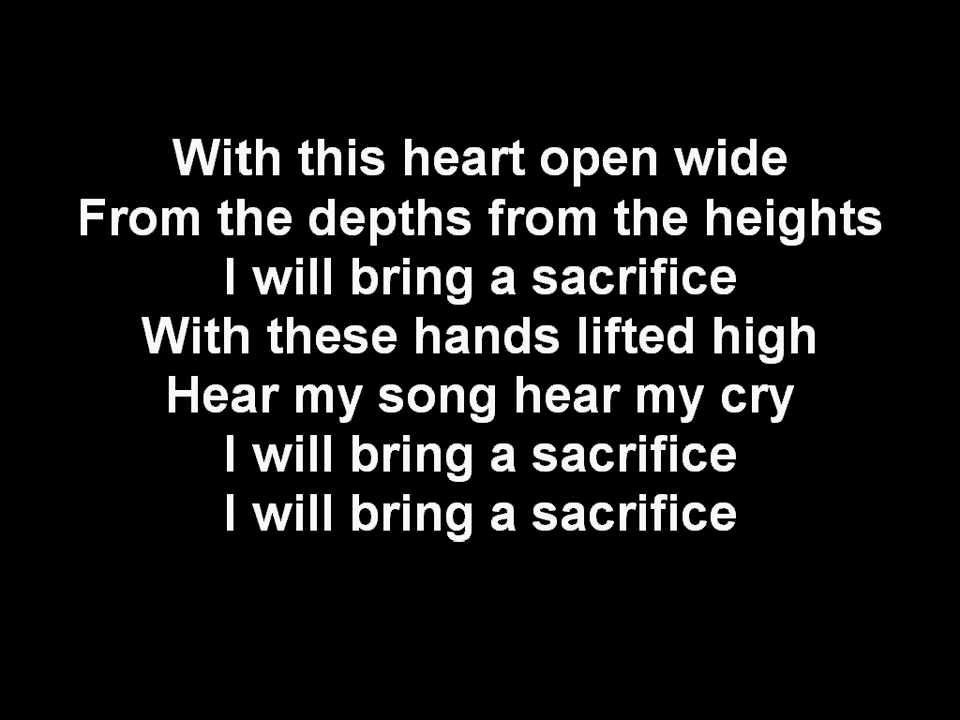 With this heart open wide
From the depths from the heights
I will bring a sacrifice
With these hands lifted high
Hear my song hear my cry
I will bring a sacrifice
I will bring a sacrifice